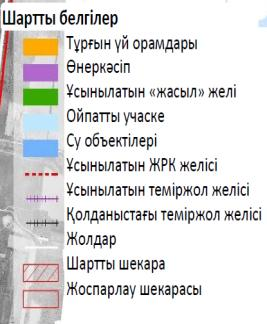 Шартты белгілер
Тұрғын үй орамдары
Өнеркәсіп
Ұсынылатын «жасыл» желі
Ойпатты учаске
Су объектілері
Ұсынылатын ЖРК желісі
Ұсынылатын теміржол желісі
Қолданыстағы теміржол желісі
Жолдар
Шартты шекара
Жоспарлау шекарасы